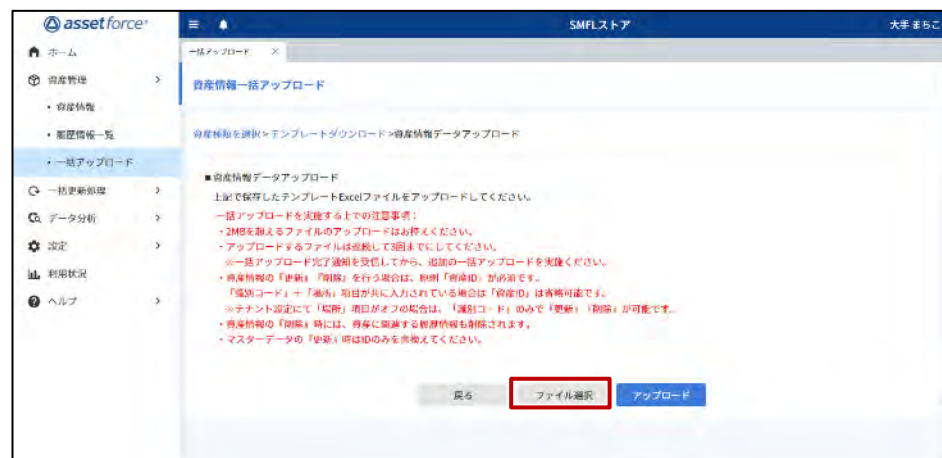 assetforce+
SMFLストア
大手 まちこ
ホーム
資産管理
・資産情報
・履歴情報一覧
・一括アップロード
一括更新処理
データ分析
設定
利用状況
ヘルプ
一括アップロード ×
資産情報一括アップロード
資産種類を選択>テンプレートダウンロード>資産情報データアップロード
■資産情報データアップロード
上記で保存したテンプレートExcelファイルをアップロードしてください。
一括アップロードを実施する上での注意事項：
・2MBを超えるファイルのアップロードはお控えください。
・アップロードするファイルは連続して3回までにしてください。
※一括アップロード完了通知を受信してから、追加の一括アップロードを実施ください。
・資産情報の『更新』『削除』を行う場合は、原則「資産ID」が必須です。
「識別コード」＋「場所」項目が共に入力されている場合は「資産ID」は省略可能です。
※テナント設定にて「場所」項目がオフの場合は、「識別コード」のみで『更新』『削除』が可能です。
・資産情報の『削除』時には、資産に関連する履歴情報も削除されます。
・マスターデータの『更新』時はIDのみを書換えてください。
戻る
ファイル選択
アップロード